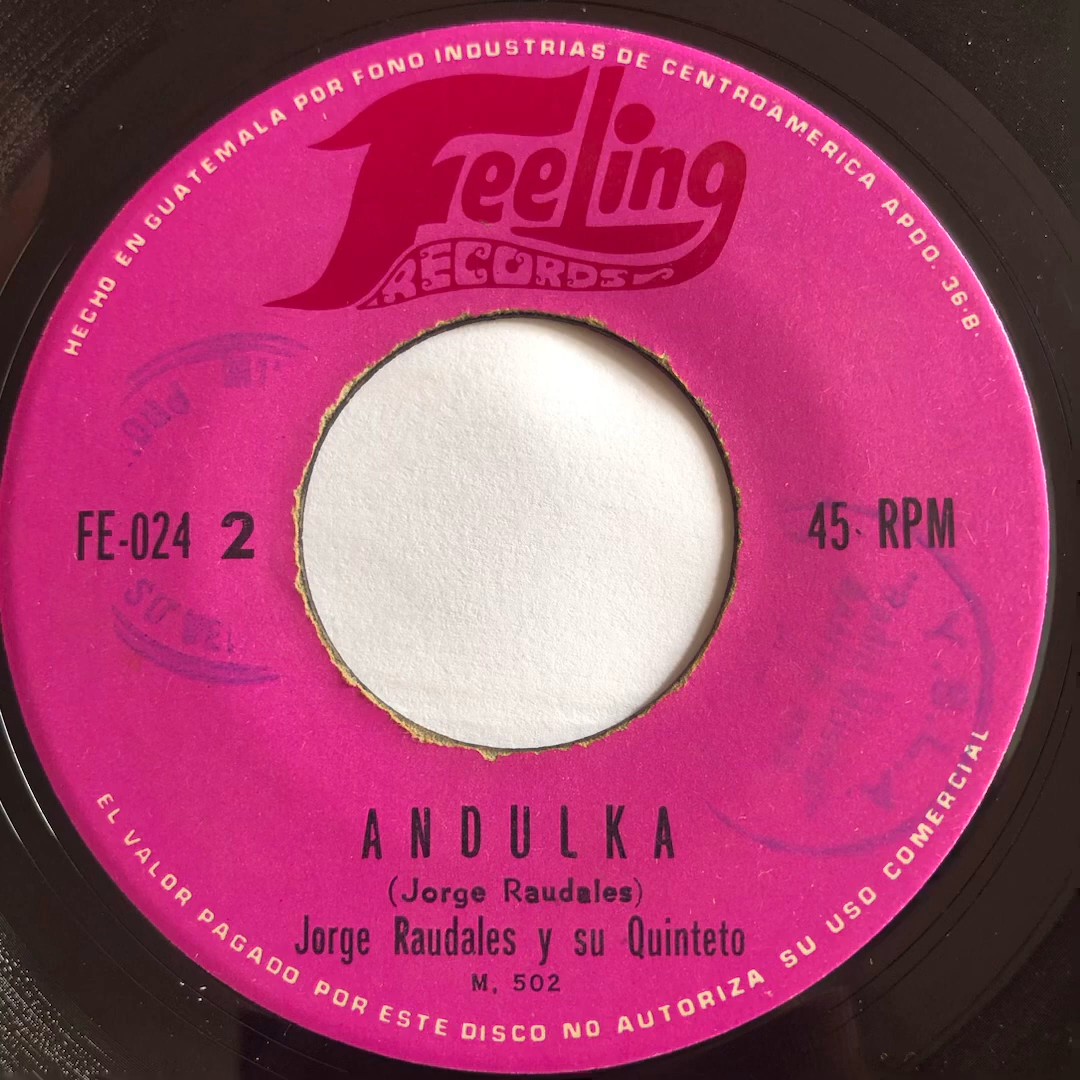 HECHO EN GUATEMALA POR FONO INDUSTRIAS DE CENTROAMERICA APDO. 36-B.
Feeling
RECORDS
FE-024 2
45 RPM
ANDULKA
(Jorge Raudales)
Jorge Raudales y su Quinteto
M. 502
EL VALOR PAGADO POR ESTE DISCO NO AUTORIZA SU USO COMERCIAL